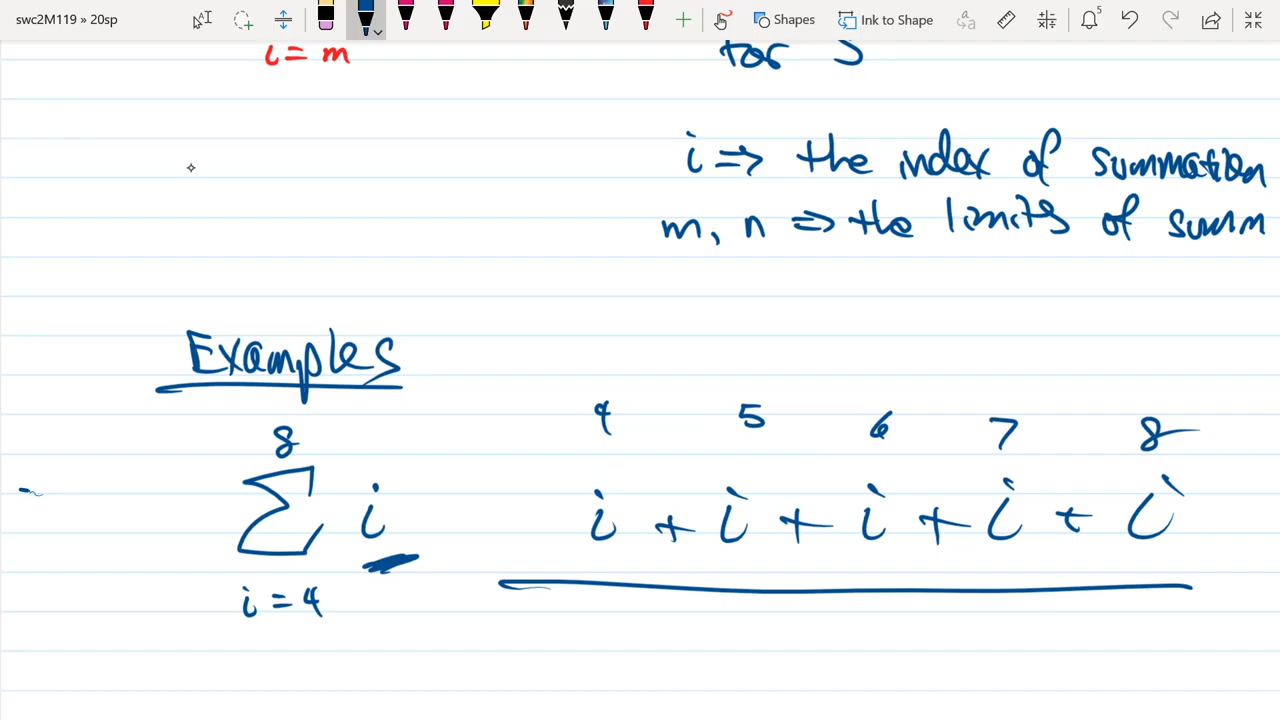 swc2M119 » 20sp
Shapes
Ink to Shape
5
i = m
for S
i => the index of summation
m, n => the limits of summ
Examples
8
4 5 6 7 8
∑ i
i + i + i + i + i
i = 4